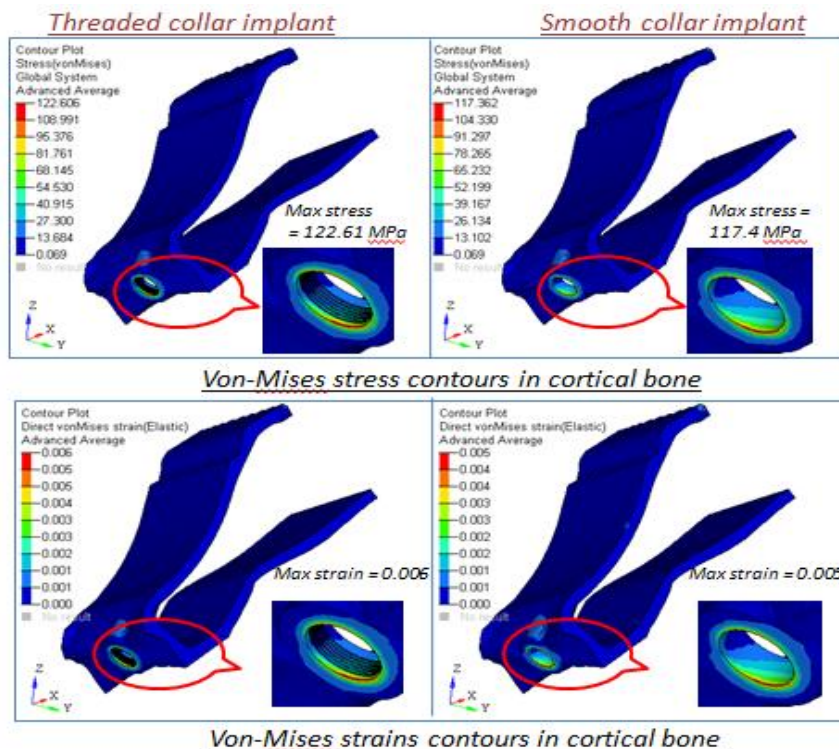 Threaded collar implant
Smooth collar implant
Contour Plot
Stress(vonMises)
Global System
Advanced Average
122.606
108.991
95.376
81.761
68.145
54.530
40.915
27.300
13.684
0.069
No result
Max stress
= 122.61 MPa
Z
X
Y
Contour Plot
Stress(vonMises)
Global System
Advanced Average
117.362
104.330
91.297
78.265
65.232
52.199
39.167
26.134
13.102
0.069
No result
Max stress =
117.4 MPa
Z
X
Y
Von-Mises stress contours in cortical bone
Contour Plot
Direct vonMises strain(Elastic)
Advanced Average
0.006
0.005
0.005
0.004
0.003
0.003
0.002
0.001
0.001
0.000
No result
Max strain = 0.006
Z
X
Y
Contour Plot
Direct vonMises strain(Elastic)
Advanced Average
0.005
0.004
0.004
0.003
0.003
0.002
0.002
0.001
0.001
0.000
No result
Max strain = 0.005
Z
X
Y
Von-Mises strains contours in cortical bone